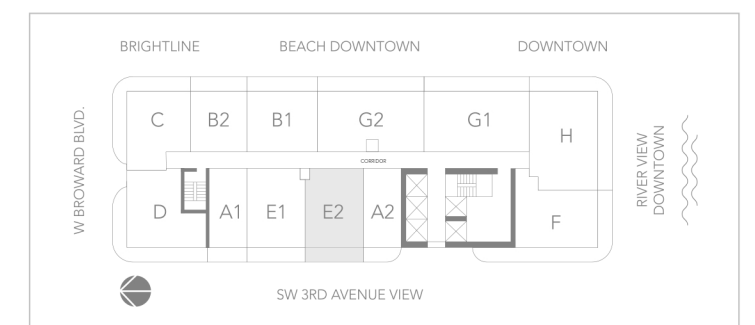 BRIGHTLINE
BEACH DOWNTOWN
DOWNTOWN
W BROWARD BLVD.
C
B2
B1
G2
G1
H
CORRIDOR
D
A1
E1
E2
A2
F
RIVER VIEW
DOWNTOWN
SW 3RD AVENUE VIEW